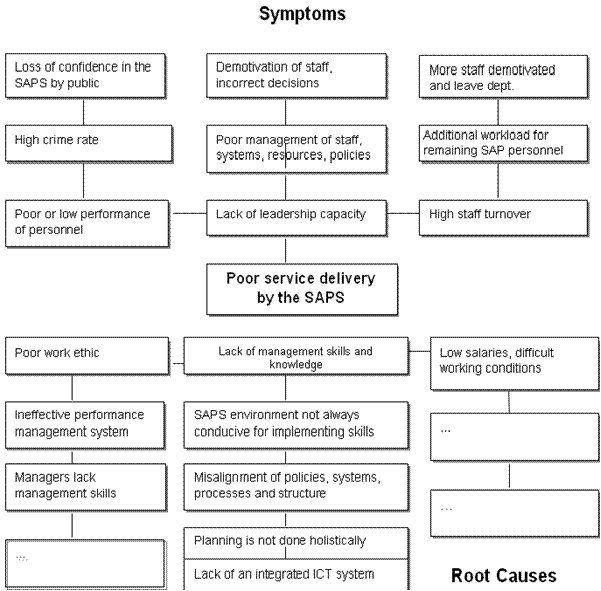 Symptoms
Loss of confidence in the
SAPS by public
Demotivation of staff,
incorrect decisions
More staff demotivated
and leave dept.
High crime rate
Poor management of staff,
systems, resources, policies
Additional workload for
remaining SAP personnel
Poor or low performance
of personnel
Lack of leadership capacity
High staff turnover
Poor service delivery
by the SAPS
Poor work ethic
Lack of management skills and
knowledge
Low salaries, difficult
working conditions
Ineffective performance
management system
SAPS environment not always
conducive for implementing skills
...
Managers lack
management skills
Misalignment of policies, systems,
processes and structure
...
...
Planning is not done holistically
Lack of an integrated ICT system
Root Causes